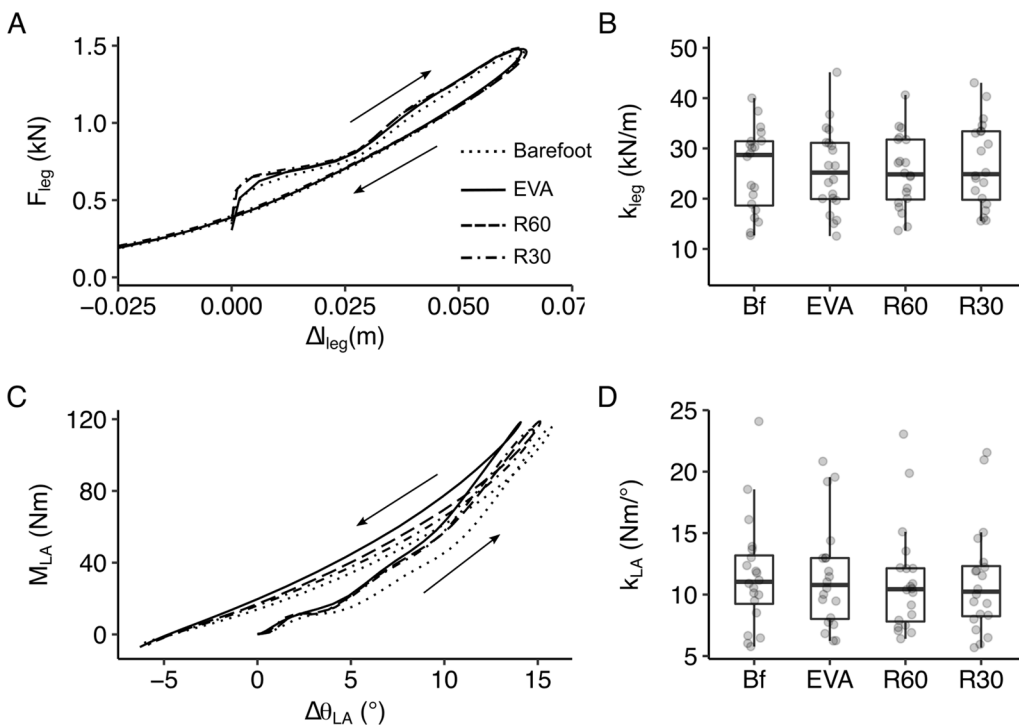 A
F_leg (kN)
1.5
1.0
0.5
0.0
−0.025
0.000
0.025
0.050
0.07
Δl_leg(m)
Barefoot
EVA
R60
R30
B
k_leg (kN/m)
50
40
30
20
10
Bf
EVA
R60
R30
C
M_LA (Nm)
120
80
40
0
−5
0
5
10
15
Δθ_LA (°)
D
k_LA (Nm/°)
25
20
15
10
5
Bf
EVA
R60
R30